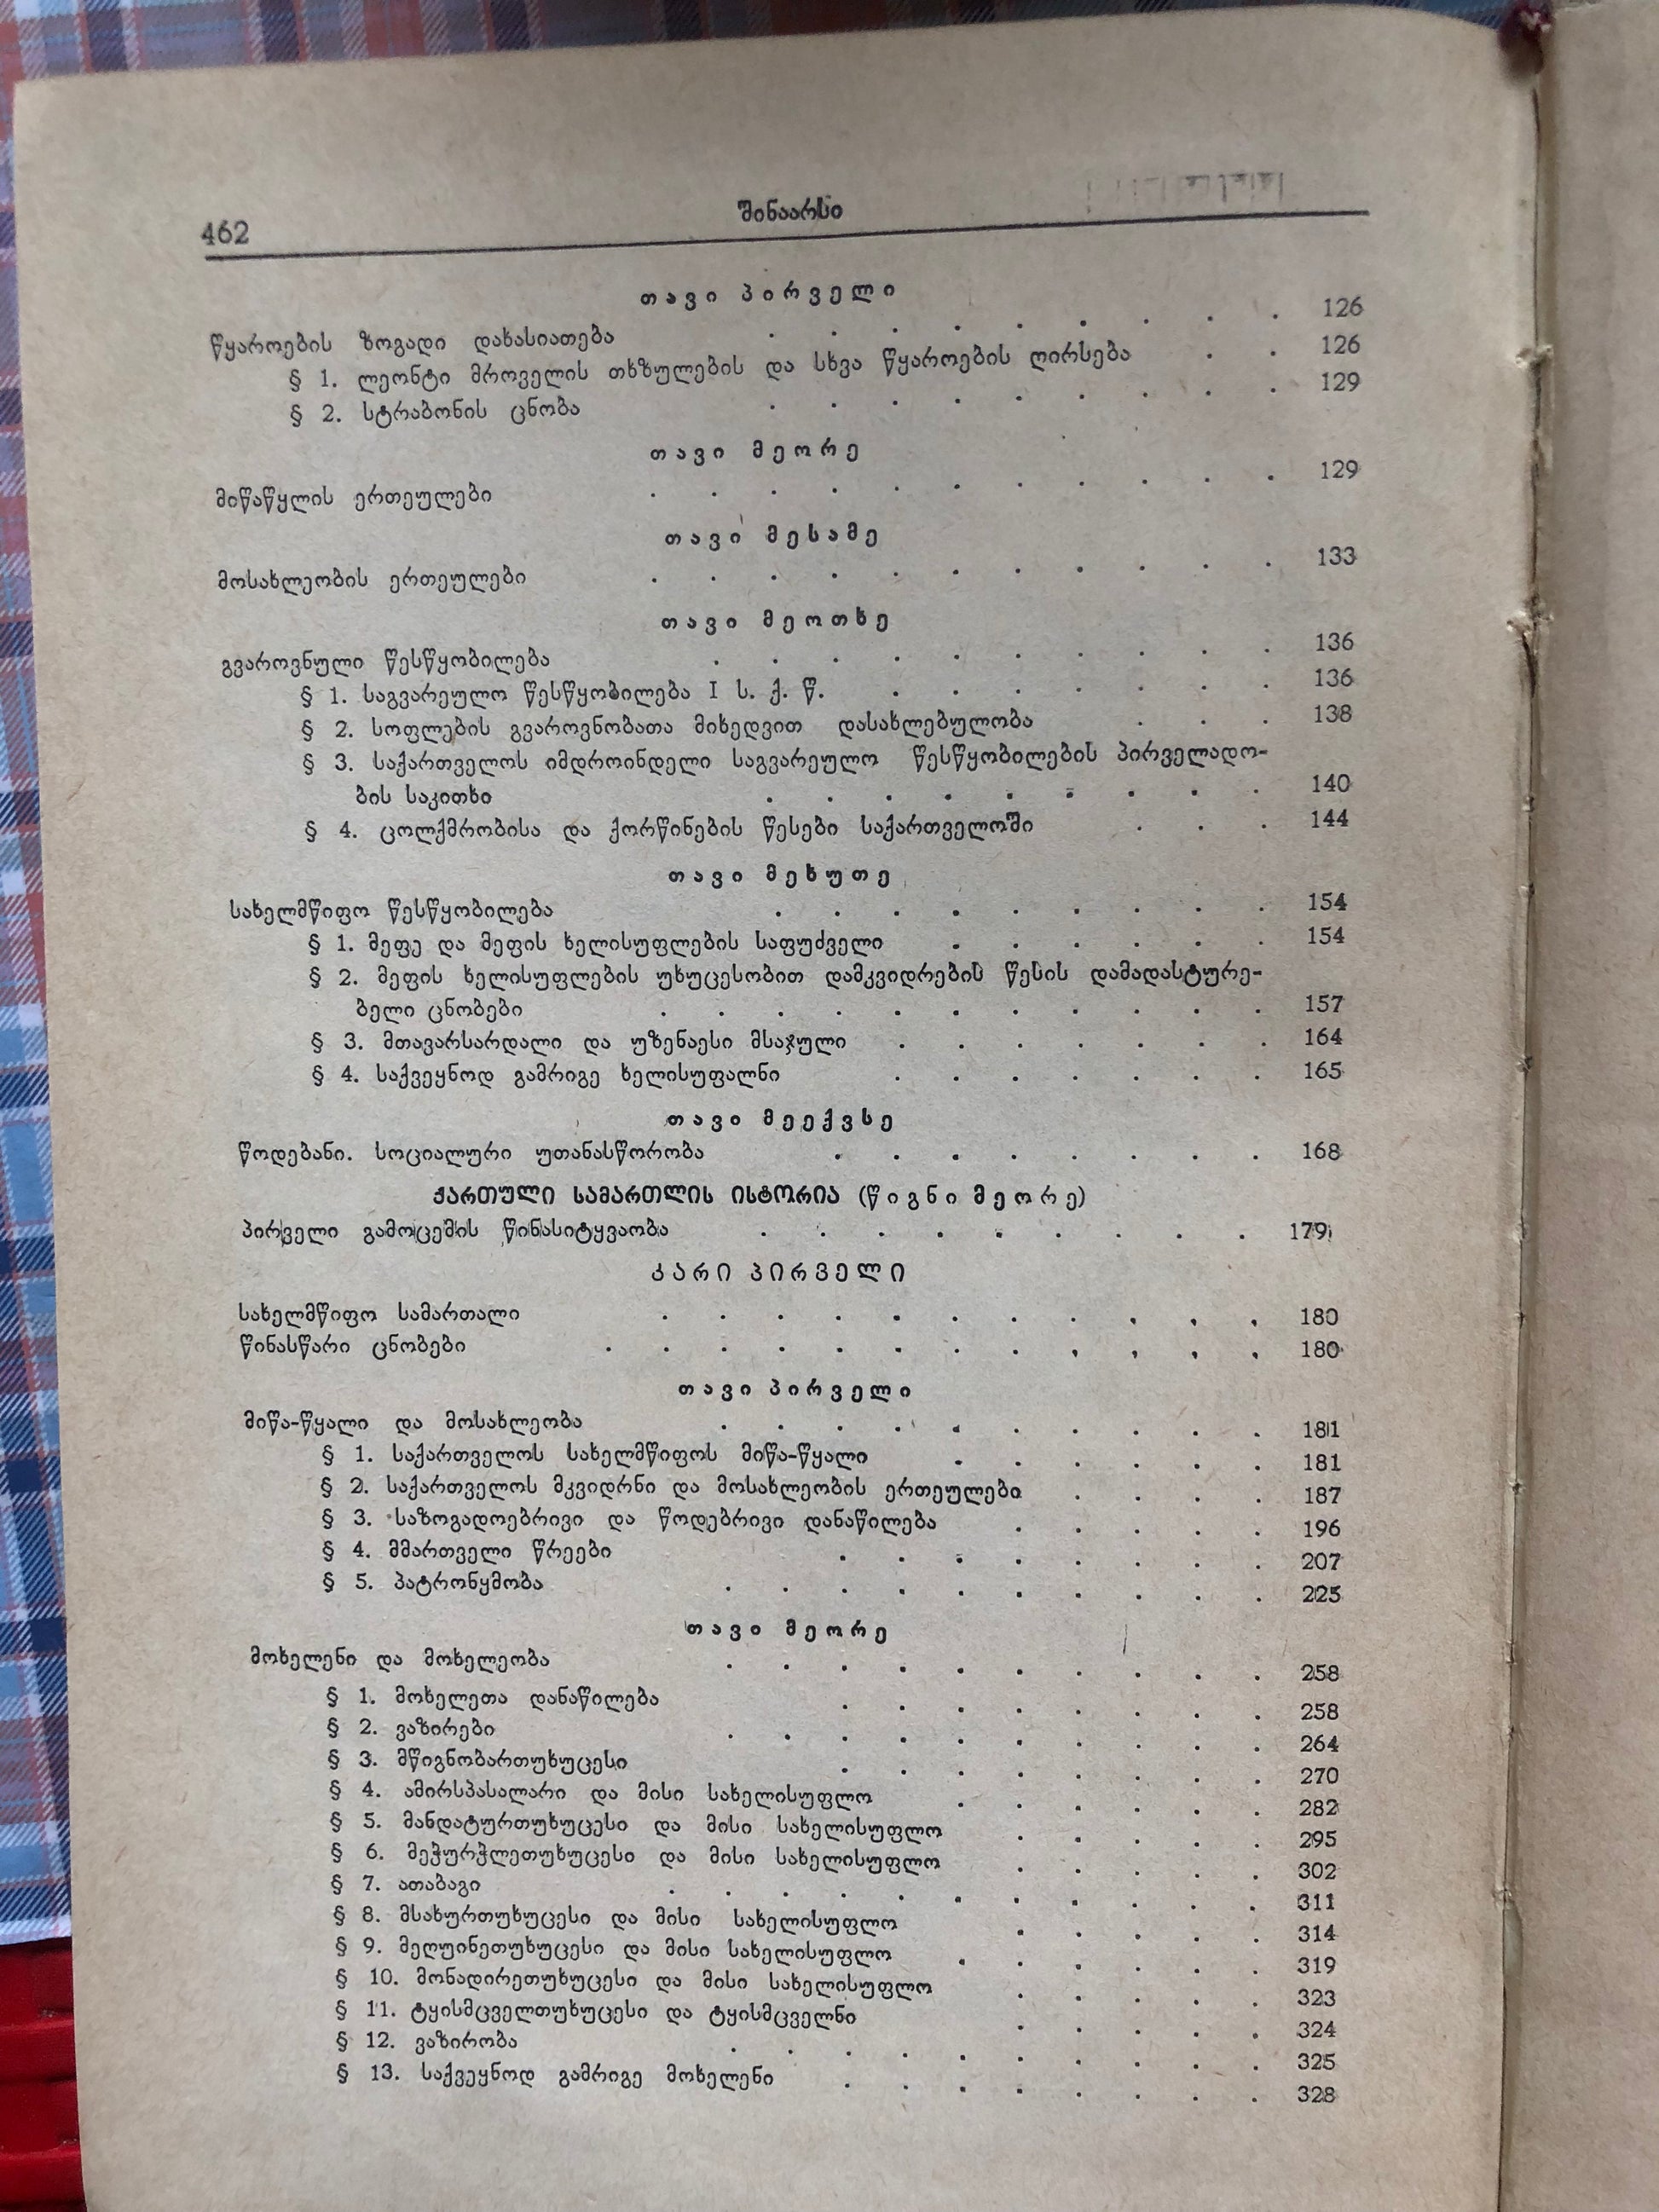 462
შინაარსი
თავი პირველი
წყაროების ზოგადი დახასიათება . . . . . . . . . 126
§ 1. ლეონტი მროველის თხზულების და სხვა წყაროების ღირსება . . 126
§ 2. სტრაბონის ცნობა . . . . . . . . . 129
თავი მეორე
მიწაწყლის ერთეულები . . . . . . . . . . . 129
თავი მესამე
მოსახლეობის ერთეულები . . . . . . . . . . . 133
თავი მეოთხე
გვაროვნული წესწყობილება . . . . . . . . . . 136
§ 1. საგვარეულო წესწყობილება I ს. ქ. წ. . . . . . . . 136
§ 2. სოფლების გვაროვნობათა მიხედვით დასახლებულობა . . . 138
§ 3. საქართველოს იმდროინდელი საგვარეულო წესწყობილების პირველადო-
ბის საკითხი . . . . . . . . . 140
§ 4. ცოლქმრობისა და ქორწინების წესები საქართველოში . . . 144
თავი მეხუთე
სახელმწიფო წესწყობილება . . . . . . . . . 154
§ 1. მეფე და მეფის ხელისუფლების საფუძველი . . . . . . 154
§ 2. მეფის ხელისუფლების უხუცესობით დამკვიდრების წესის დამადასტურე-
ბელი ცნობები . . . . . . . . . . . 157
§ 3. მთავარსარდალი და უზენაესი მსაჯული . . . . . . . 164
§ 4. საქვეყნოდ გამრიგე ხელისუფალნი . . . . . . . 165
თავი მეექვსე
წოდებანი. სოციალური უთანასწორობა . . . . . . . . 168
ქართული სამართლის ისტორია (წიგნი მეორე)
პირველი გამოცემის წინასიტყვაობა . . . . . . . . . 179
კარი პირველი
სახელმწიფო სამართალი . . . . . . . . . . . 180
წინასწარი ცნობები . . . . . . . . . . . . 180
თავი პირველი
მიწა-წყალი და მოსახლეობა . . . . . . . . . . 181
§ 1. საქართველოს სახელმწიფოს მიწა-წყალი . . . . . . 181
§ 2. საქართველოს მკვიდრნი და მოსახლეობის ერთეულები . . . . 187
§ 3. საზოგადოებრივი და წოდებრივი დანაწილება . . . . . 196
§ 4. მმართველი წრეები . . . . . . . . 207
§ 5. პატრონყმობა . . . . . . . . . . 225
თავი მეორე
მოხელენი და მოხელეობა . . . . . . . . . . 258
§ 1. მოხელეთა დანაწილება . . . . . . . . 258
§ 2. ვაზირები . . . . . . . . . . 264
§ 3. მწიგნობართუხუცესი . . . . . . . . 270
§ 4. ამირსპასალარი და მისი სახელისუფლო . . . . . . 282
§ 5. მანდატურთუხუცესი და მისი სახელისუფლო . . . . . 295
§ 6. მეჭურჭლეთუხუცესი და მისი სახელისუფლო . . . . . 302
§ 7. ათაბაგი . . . . . . . . . . . 311
§ 8. მსახურთუხუცესი და მისი სახელისუფლო . . . . . 314
§ 9. მეღუინეთუხუცესი და მისი სახელისუფლო . . . . . . 319
§ 10. მონადირეთუხუცესი და მისი სახელისუფლო . . . . . 323
§ 11. ტყისმცველთუხუცესი და ტყისმცველნი . . . . . 324
§ 12. ვაზირობა . . . . . . . . . . 325
§ 13. საქვეყნოდ გამრიგე მოხელენი . . . . . . . . 328